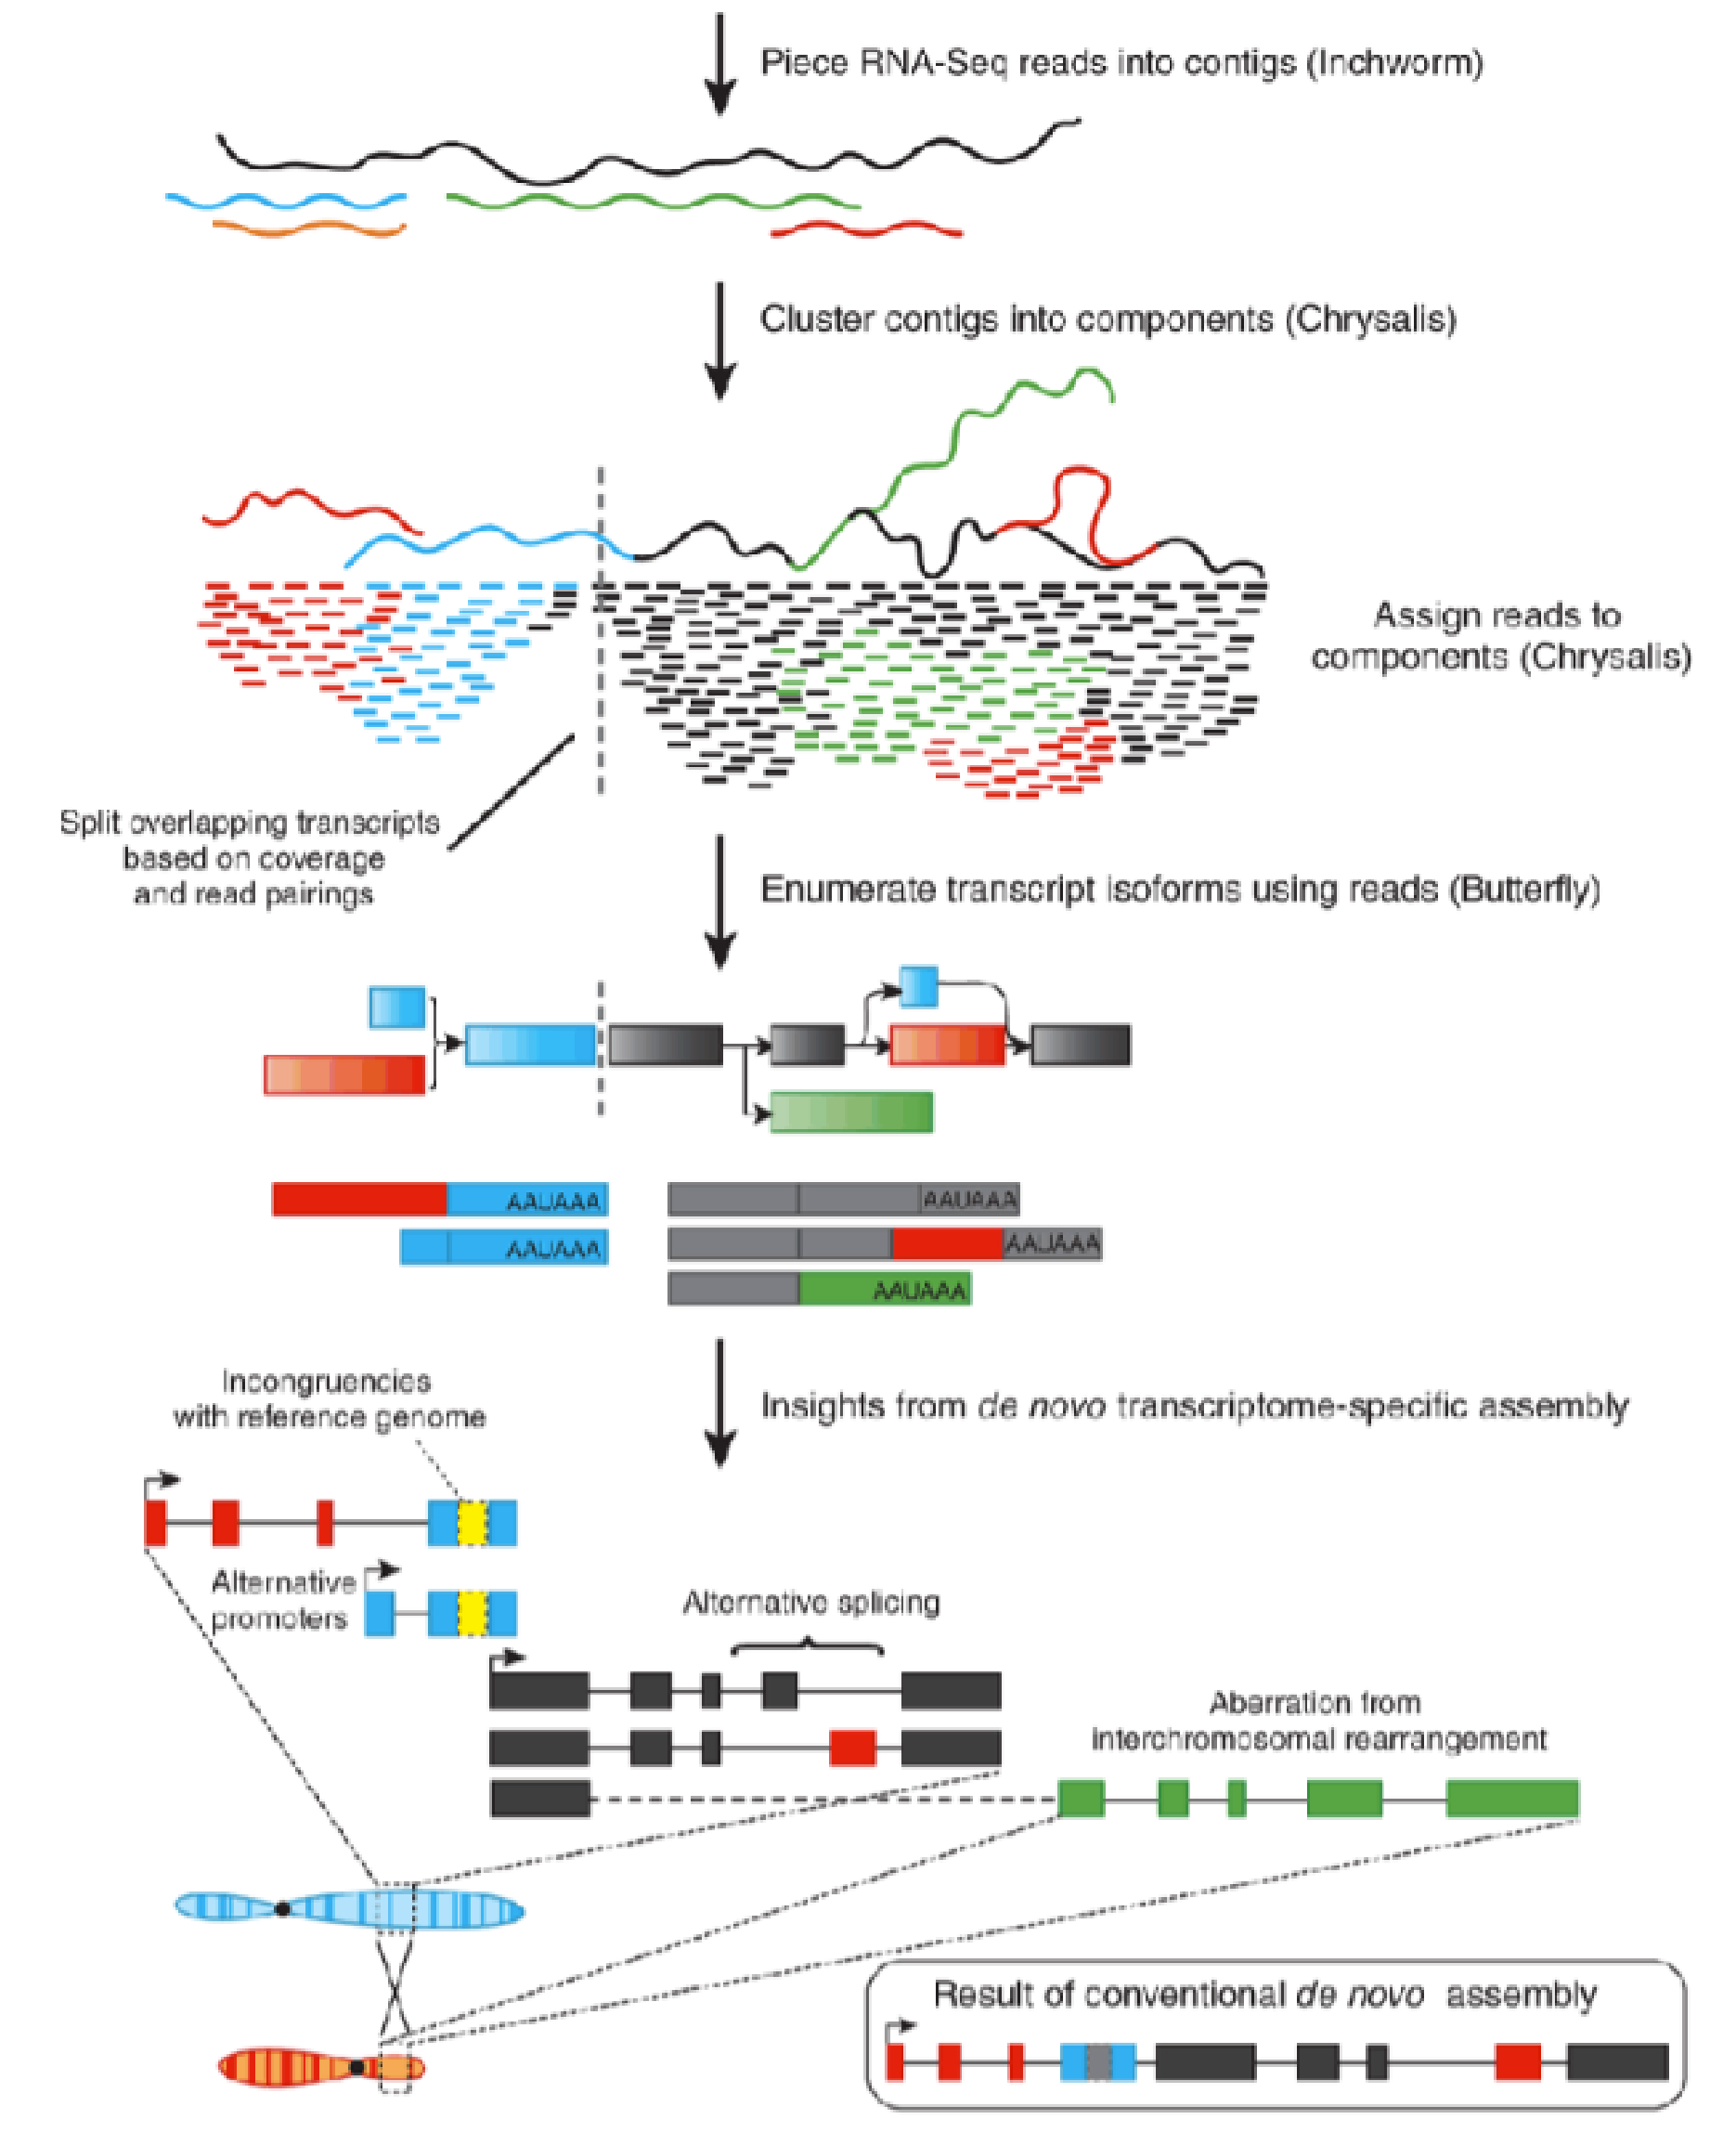 Piece RNA-Seq reads into contigs (Inchworm)
Cluster contigs into components (Chrysalis)
Assign reads to
components (Chrysalis)
Split overlapping transcripts
based on coverage
and read pairings
Enumerate transcript isoforms using reads (Butterfly)
AAUAAA
AAUAAA
AAUAAA
AAUAAA
AAUAAA
Insights from de novo transcriptome-specific assembly
Incongruencies
with reference genome
Alternative
promoters
Alternative splicing
Aberration from
interchromosomal rearrangement
Result of conventional de novo assembly